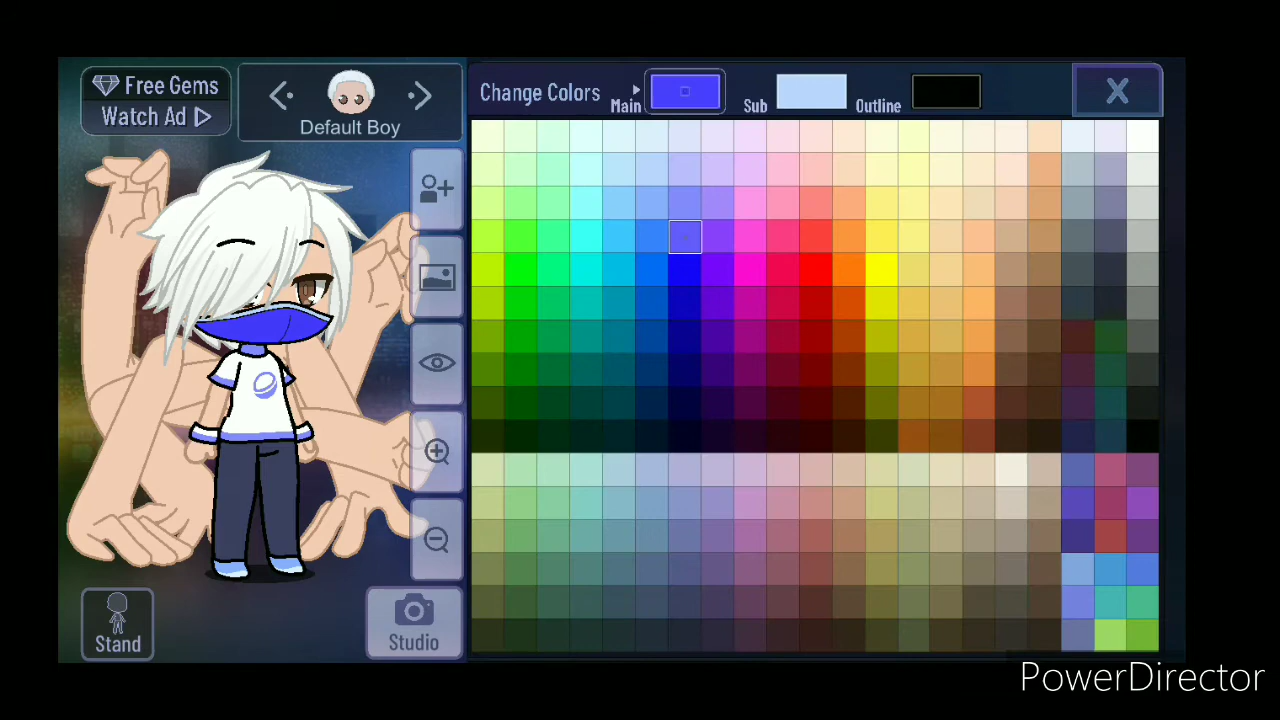 Free Gems
Watch Ad
Default Boy
Change Colors
Main
Sub
Outline
X
Stand
Studio
PowerDirector